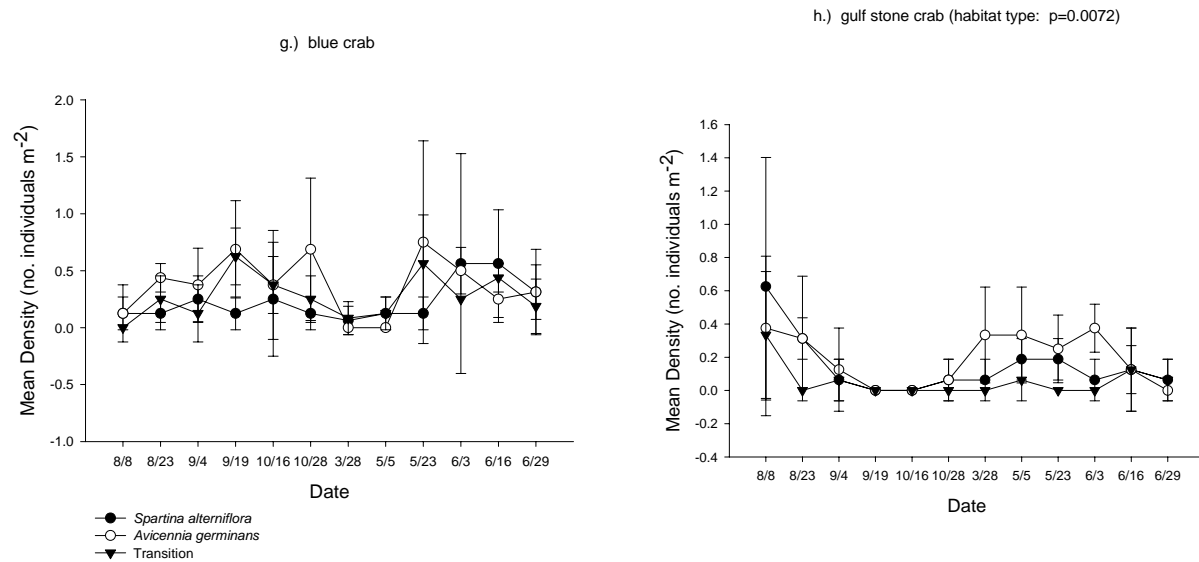 h.) gulf stone crab (habitat type: p=0.0072)
g.) blue crab
Mean Density (no. individuals m-2)
2.0
1.5
1.0
0.5
0.0
-0.5
-1.0
8/8 8/23 9/4 9/19 10/16 10/28 3/28 5/5 5/23 6/3 6/16 6/29
Date
Spartina alterniflora
Avicennia germinans
Transition
Mean Density (no. individuals m-2)
1.6
1.4
1.2
1.0
0.8
0.6
0.4
0.2
0.0
-0.2
-0.4
8/8 8/23 9/4 9/19 10/16 10/28 3/28 5/5 5/23 6/3 6/16 6/29
Date